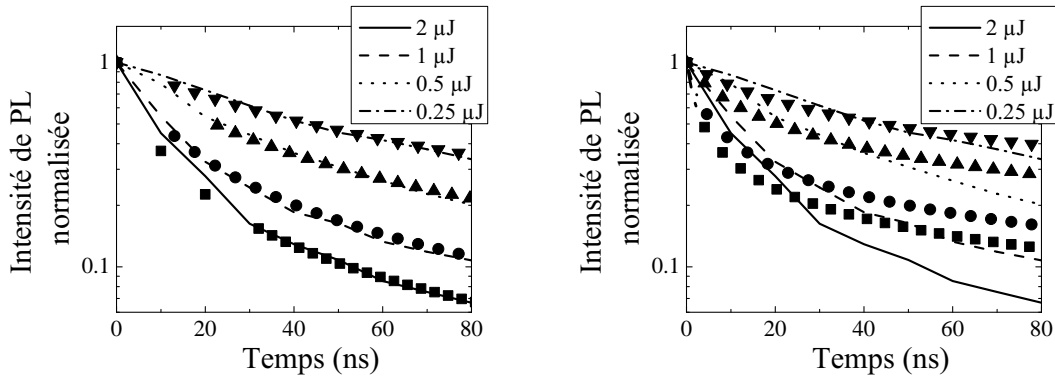 2 µJ
1 µJ
0.5 µJ
0.25 µJ
1
0.1
Intensité de PL
normalisée
0
20
40
60
80
Temps (ns)
2 µJ
1 µJ
0.5 µJ
0.25 µJ
1
0.1
Intensité de PL
normalisée
0
20
40
60
80
Temps (ns)